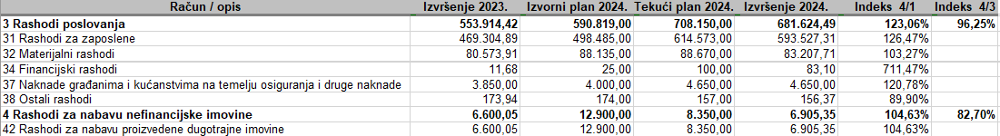 Račun / opis Izvršenje 2023. Izvorni plan 2024. Tekući plan 2024. Izvršenje 2024. Indeks 4/1 Indeks 4/3
3 Rashodi poslovanja 553.914,42 590.819,00 708.150,00 681.624,49 123,06% 96,25%
31 Rashodi za zaposlene 469.304,89 498.485,00 614.573,00 593.527,31 126,47%
32 Materijalni rashodi 80.573,91 88.135,00 88.670,00 83.207,71 103,27%
34 Financijski rashodi 11,68 25,00 100,00 83,10 711,47%
37 Naknade građanima i kućanstvima na temelju osiguranja i druge naknade 3.850,00 4.000,00 4.650,00 4.650,00 120,78%
38 Ostali rashodi 173,94 174,00 157,00 156,37 89,90%
4 Rashodi za nabavu nefinancijske imovine 6.600,05 12.900,00 8.350,00 6.905,35 104,63% 82,70%
42 Rashodi za nabavu proizvedene dugotrajne imovine 6.600,05 12.900,00 8.350,00 6.905,35 104,63%